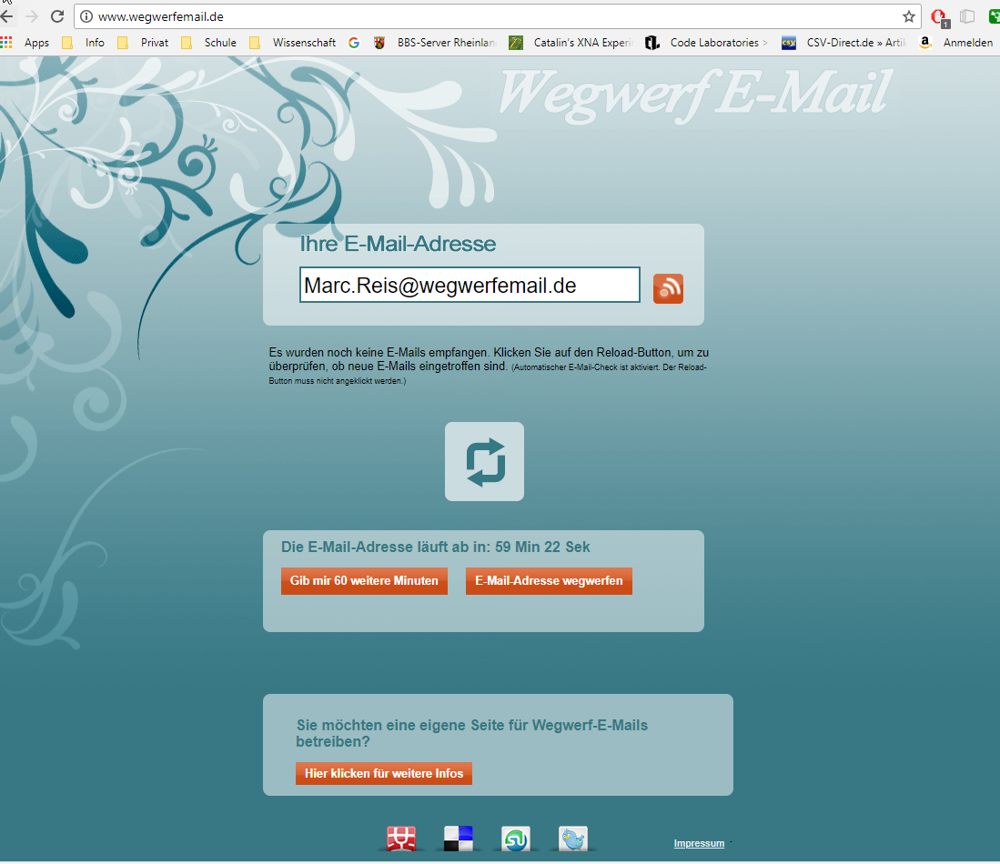 www.wegwerfemail.de
1
Apps Info Privat Schule Wissenschaft BBS-Server Catalin's XNA Code Laboratories > CSV-Direct.de » Anmelden
Wegwerf E-Mail
Ihre E-Mail-Adresse
Marc.Reis@wegwerfemail.de
Es wurden noch keine E-Mails empfangen. Klicken Sie auf den Reload-Button, um zu
überprüfen, ob neue E-Mails eingetroffen sind. (Automatischer E-Mail-Check ist aktiviert. Der Reload-
Button muss nicht angeklickt werden.)
Die E-Mail-Adresse läuft ab in: 59 Min 22 Sek
Gib mir 60 weitere Minuten E-Mail-Adresse wegwerfen
Sie möchten eine eigene Seite für Wegwerf-E-Mails
betreiben?
Hier klicken für weitere Infos
Impressum